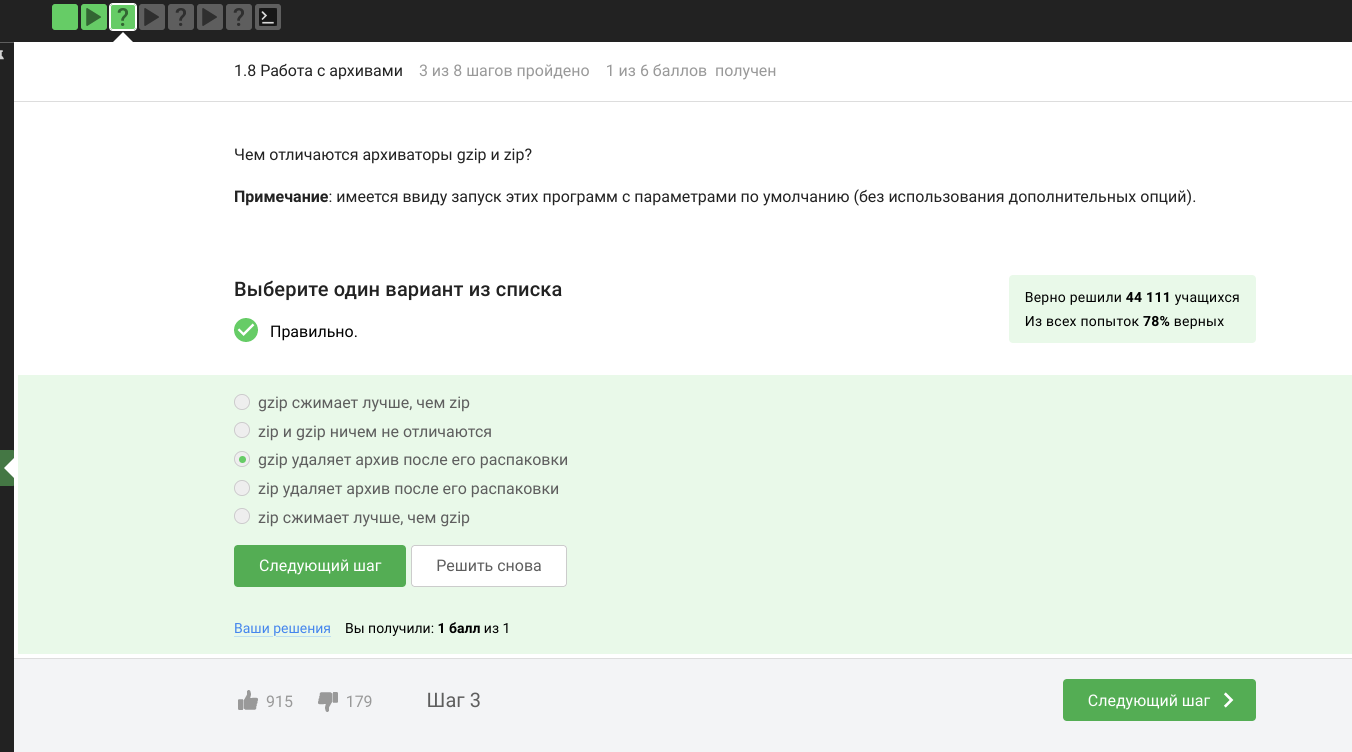 1.8 Работа с архивами 3 из 8 шагов пройдено 1 из 6 баллов получен
Чем отличаются архиваторы gzip и zip?
Примечание: имеется ввиду запуск этих программ с параметрами по умолчанию (без использования дополнительных опций).
Выберите один вариант из списка
Правильно.
Верно решили 44 111 учащихся
Из всех попыток 78% верных
gzip сжимает лучше, чем zip
zip и gzip ничем не отличаются
gzip удаляет архив после его распаковки
zip удаляет архив после его распаковки
zip сжимает лучше, чем gzip
Следующий шаг Решить снова
Ваши решения Вы получили: 1 балл из 1
915 179 Шаг 3 Следующий шаг